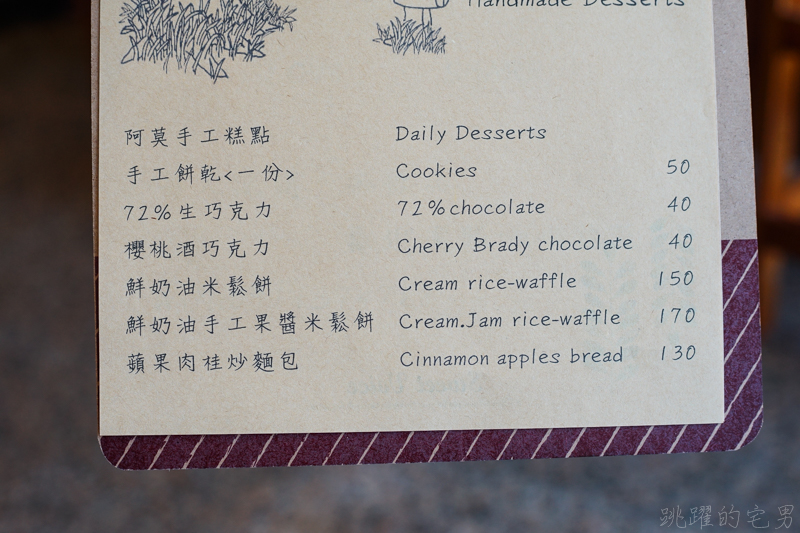 Handmade Desserts
阿莫手工糕點 Daily Desserts
手工餅乾<一份> Cookies 50
72%生巧克力 72%chocolate 40
櫻桃酒巧克力 Cherry Brady chocolate 40
鮮奶油米鬆餅 Cream rice-waffle 150
鮮奶油手工果醬米鬆餅 Cream.Jam rice-waffle 170
蘋果肉桂炒麵包 Cinnamon apples bread 130
跳躍的宅男